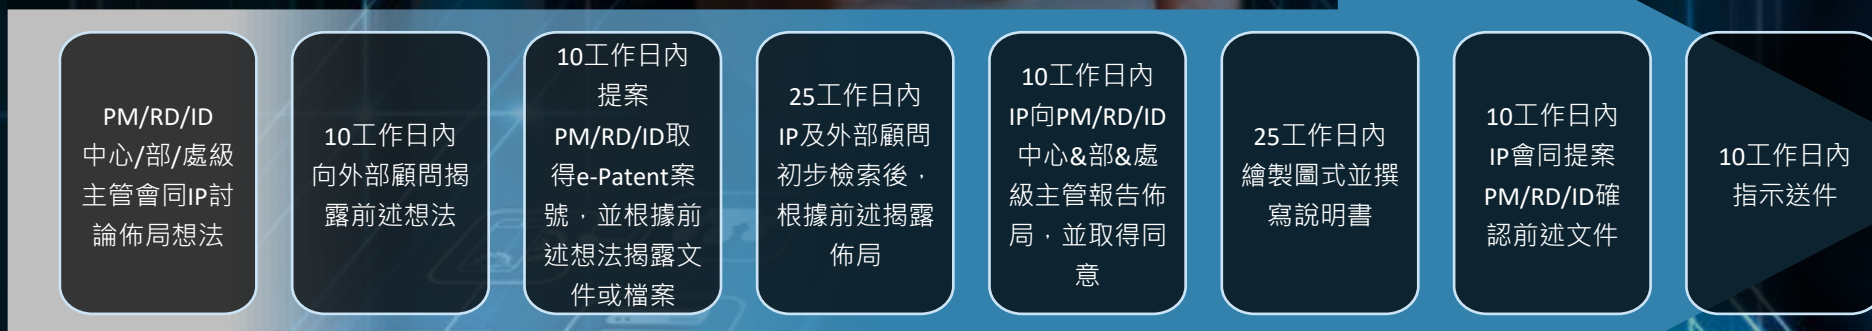 PM/RD/ID
中心/部/處級
主管會同IP討
論佈局想法
10工作日內
向外部顧問揭
露前述想法
10工作日內
提案
PM/RD/ID取
得e-Patent案
號，並根據前
述想法揭露文
件或檔案
25工作日內
IP及外部顧問
初步檢索後，
根據前述揭露
佈局
10工作日內
IP向PM/RD/ID
中心&部&處
級主管報告佈
局，並取得同
意
25工作日內
繪製圖式並撰
寫說明書
10工作日內
IP會同提案
PM/RD/ID確
認前述文件
10工作日內
指示送件